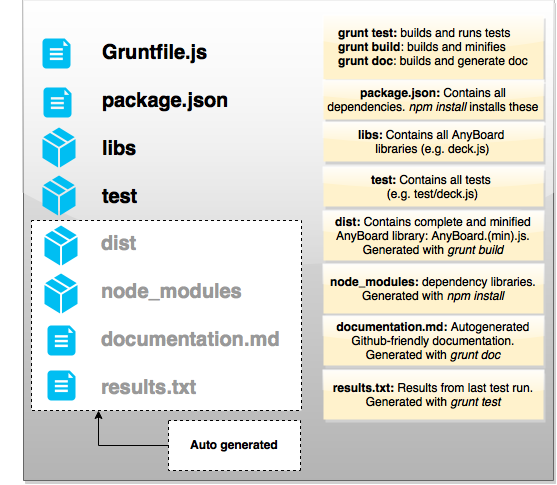 Gruntfile.js
grunt test: builds and runs tests
grunt build: builds and minifies
grunt doc: builds and generate doc
package.json
package.json: Contains all
dependencies. npm install installs these
libs
libs: Contains all AnyBoard
libraries (e.g. deck.js)
test
test: Contains all tests
(e.g. test/deck.js)
dist
dist: Contains complete and minified
AnyBoard library: AnyBoard.(min).js.
Generated with grunt build
node_modules
node_modules: dependency libraries.
Generated with npm install
documentation.md
documentation.md: Autogenerated
Github-friendly documentation.
Generated with grunt doc
results.txt
results.txt: Results from last test run.
Generated with grunt test
Auto generated